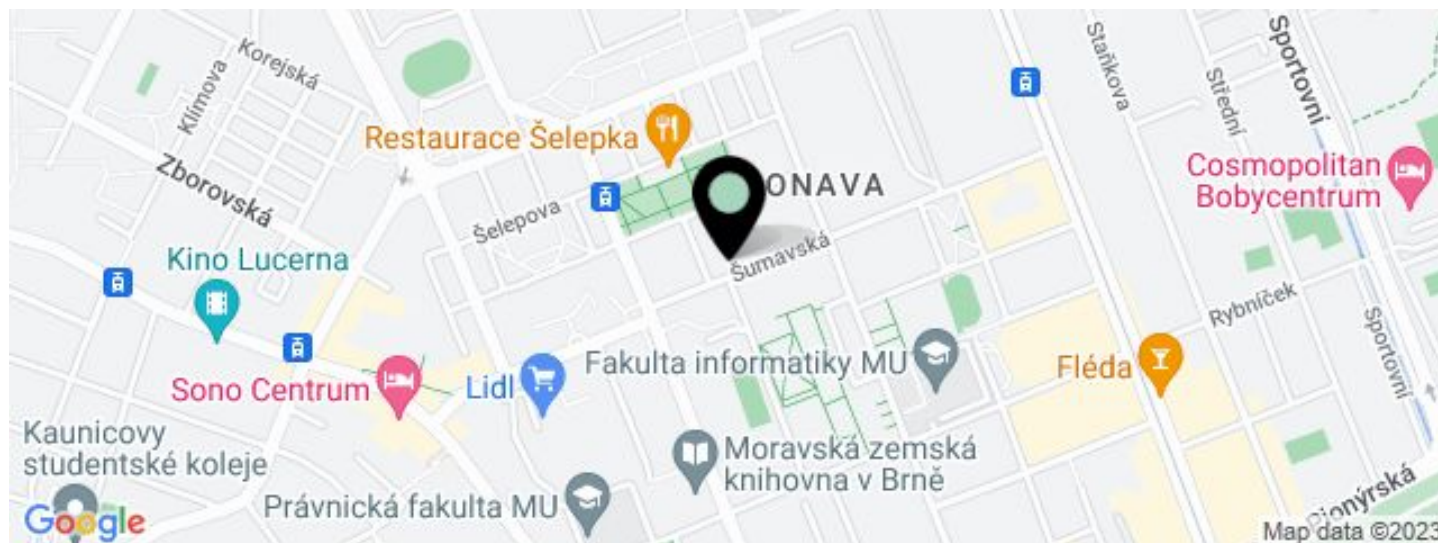 Korejská
Klímova
Staňkova
Střední
Sportovní
Restaurace Šelepka
Zborovská
ONAVA
Cosmopolitan
Bobycentrum
Šelepova
Šumavská
Kino Lucerna
Rybníček
Sportovní
Fakulta informatiky MU
Fléda
Sono Centrum
Lidl
Kaunicovy
studentské koleje
Moravská zemská
knihovna v Brně
Právnická fakulta MU
Pionýrská
Google
Map data ©2023